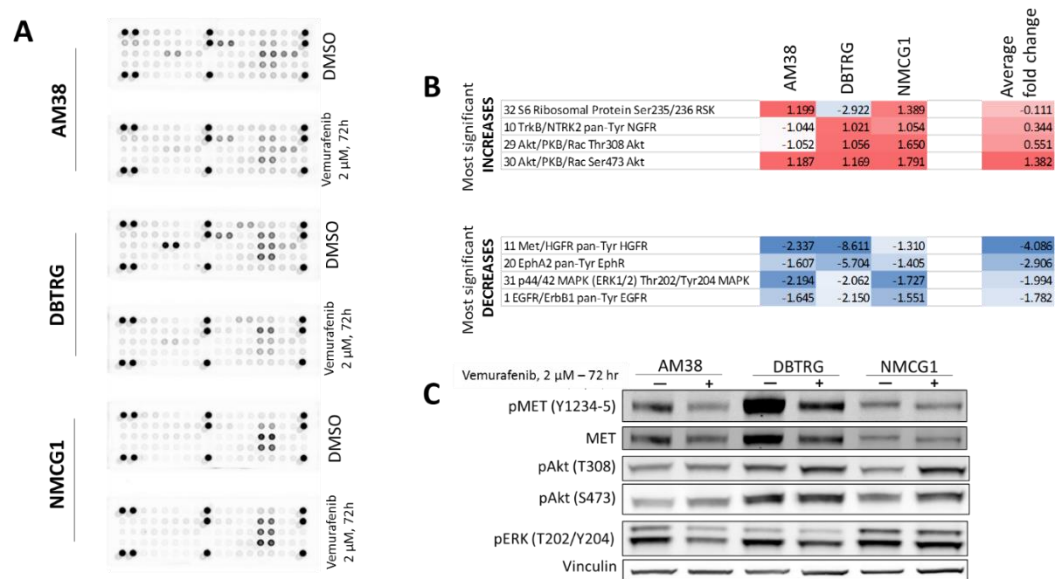 A
AM38
DMSO
Vemurafenib
2 µM, 72h
DBTRG
DMSO
Vemurafenib
2 µM, 72h
NMCG1
DMSO
Vemurafenib
2 µM, 72h
B
AM38 DBTRG NMCG1 Average
fold change
Most significant
INCREASES
32 S6 Ribosomal Protein Ser235/236 RSK 1.199 -2.922 1.389 -0.111
10 TrkB/NTRK2 pan-Tyr NGFR -1.044 1.021 1.054 0.344
29 Akt/PKB/Rac Thr308 Akt -1.052 1.056 1.650 0.551
30 Akt/PKB/Rac Ser473 Akt 1.187 1.169 1.791 1.382
Most significant
DECREASES
11 Met/HGFR pan-Tyr HGFR -2.337 -8.611 -1.310 -4.086
20 EphA2 pan-Tyr EphR -1.607 -5.704 -1.405 -2.906
31 p44/42 MAPK (ERK1/2) Thr202/Tyr204 MAPK -2.194 -2.062 -1.727 -1.994
1 EGFR/ErbB1 pan-Tyr EGFR -1.645 -2.150 -1.551 -1.782
C
AM38 DBTRG NMCG1
Vemurafenib, 2 µM – 72 hr – + – + – +
pMET (Y1234-5)
MET
pAkt (T308)
pAkt (S473)
pERK (T202/Y204)
Vinculin